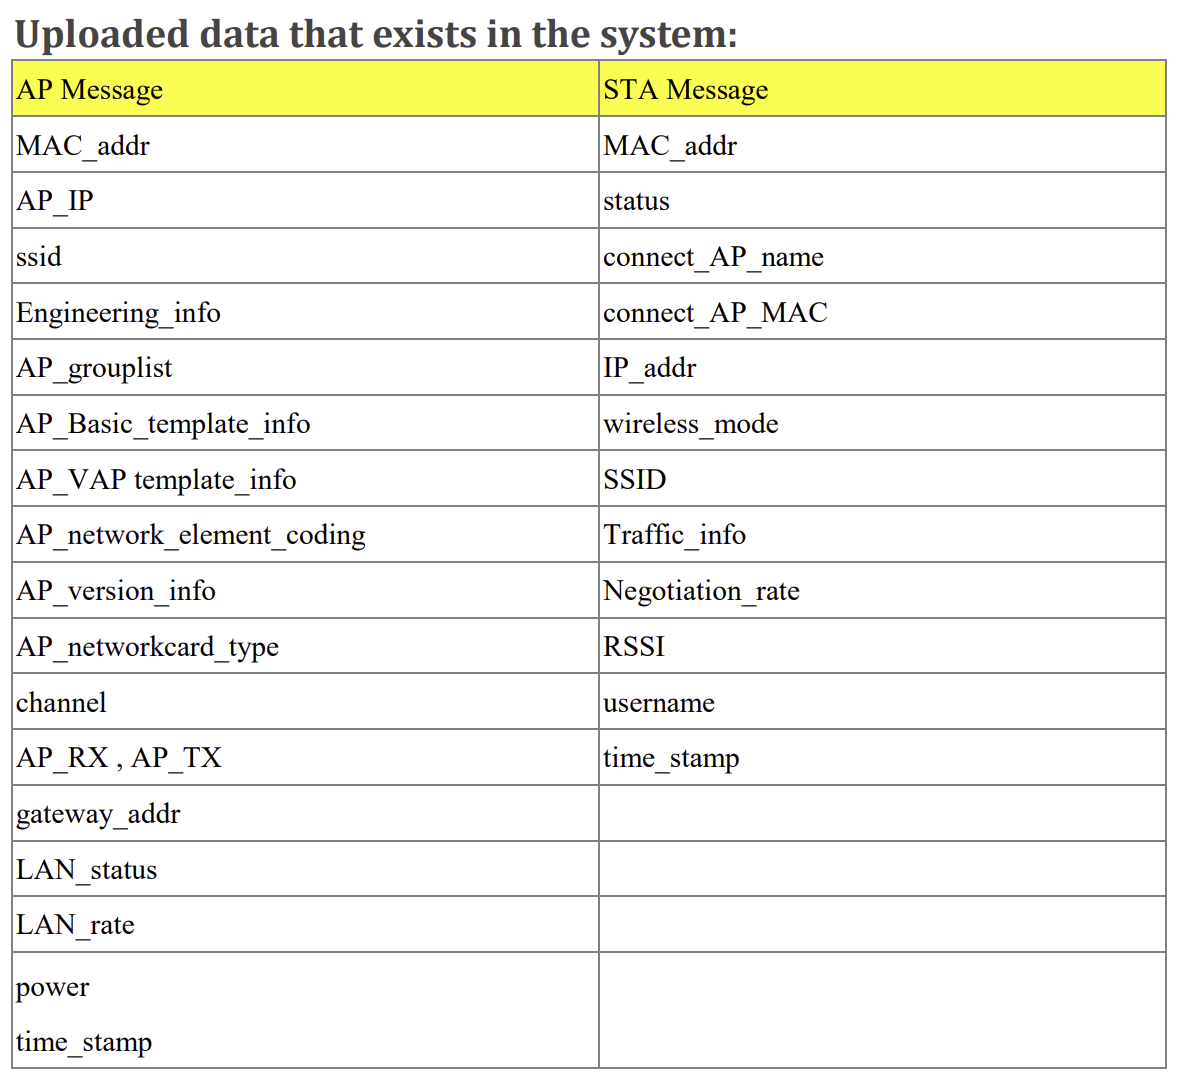 Uploaded data that exists in the system:
AP Message STA Message
MAC_addr MAC_addr
AP_IP status
ssid connect_AP_name
Engineering_info connect_AP_MAC
AP_grouplist IP_addr
AP_Basic_template_info wireless_mode
AP_VAP template_info SSID
AP_network_element_coding Traffic_info
AP_version_info Negotiation_rate
AP_networkcard_type RSSI
channel username
AP_RX , AP_TX time_stamp
gateway_addr
LAN_status
LAN_rate
power
time_stamp